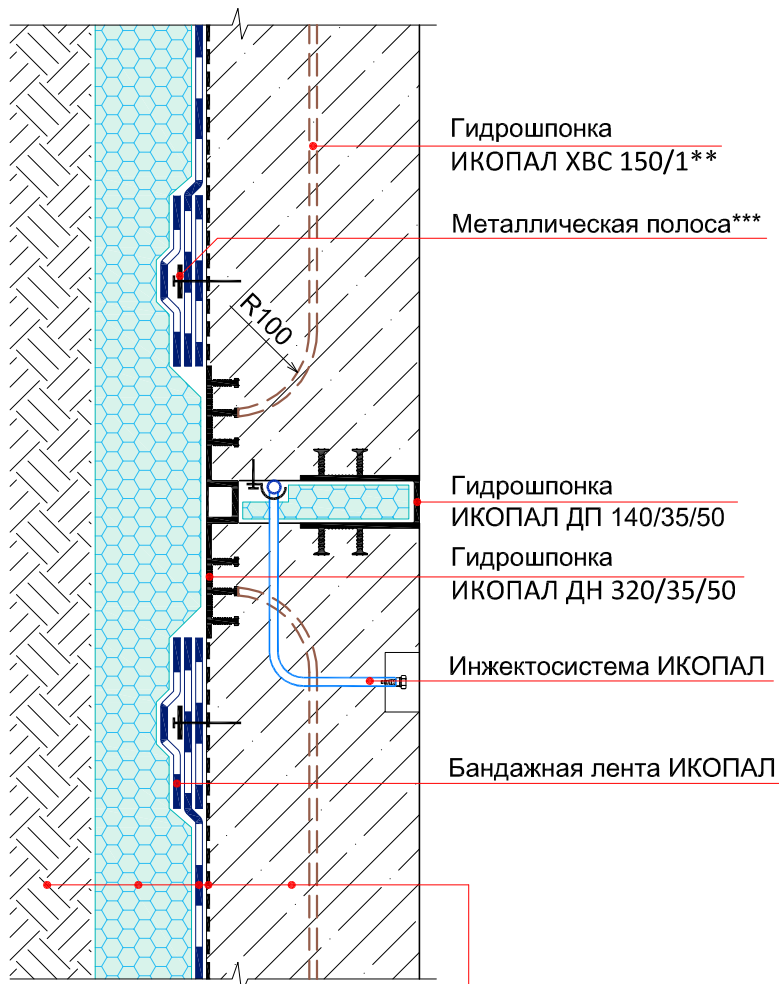 Гидрошпонка
ИКОПАЛ ХВС 150/1**
Металлическая полоса***
R100
Гидрошпонка
ИКОПАЛ ДП 140/35/50
Гидрошпонка
ИКОПАЛ ДН 320/35/50
Инжектосистема ИКОПАЛ
Бандажная лента ИКОПАЛ